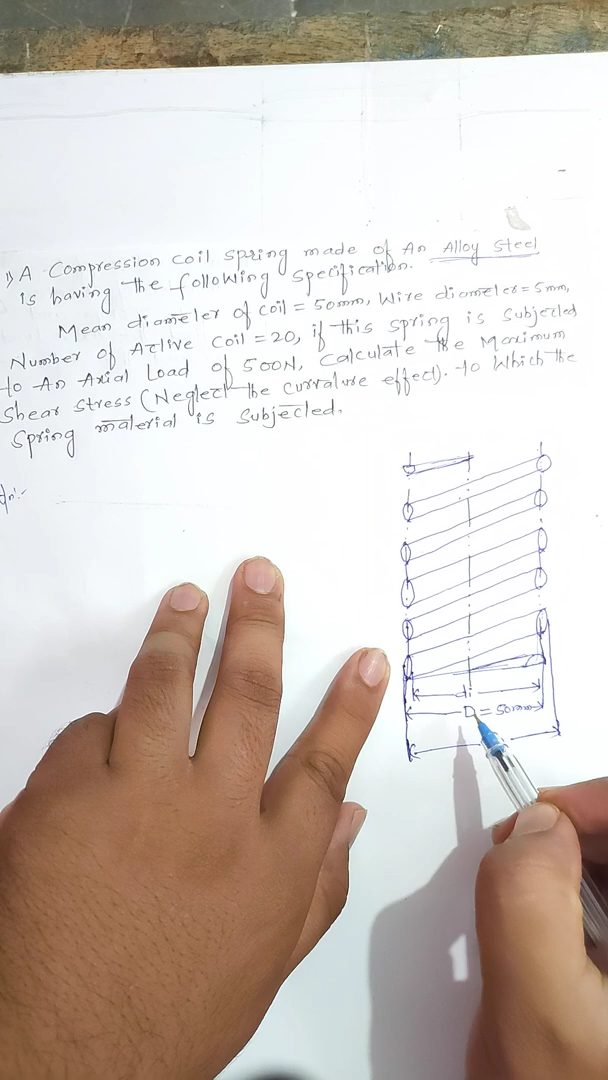 1) A Compression coil spring made of An Alloy steel
is having the following specification.
Mean diameter of coil = 50mm, Wire diameter = 5mm,
Number of Active coil = 20, if this spring is subjected
to An Axial Load of 500N, Calculate the Maximum
Shear stress (Neglect the curvature effect). to Which the
Spring material is Subjected.
di
D = 50mm